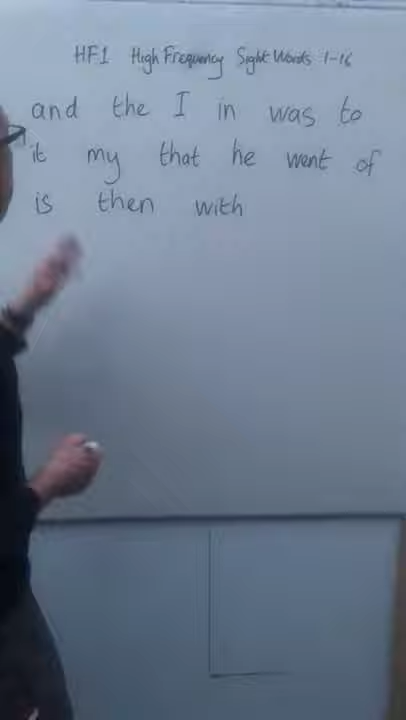 HF1 High Frequency Sight Words 1-16
and the I in was to
it my that he went of
is then with